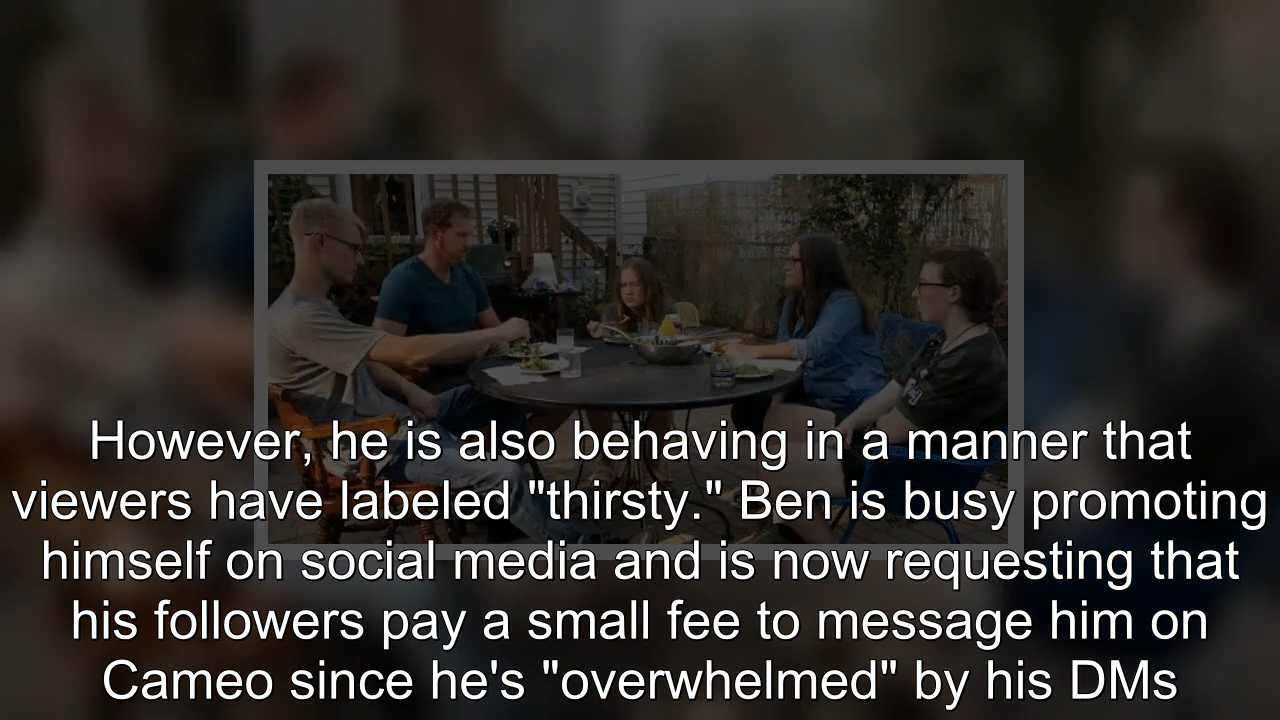 However, he is also behaving in a manner that
viewers have labeled "thirsty." Ben is busy promoting
himself on social media and is now requesting that
his followers pay a small fee to message him on
Cameo since he's "overwhelmed" by his DMs